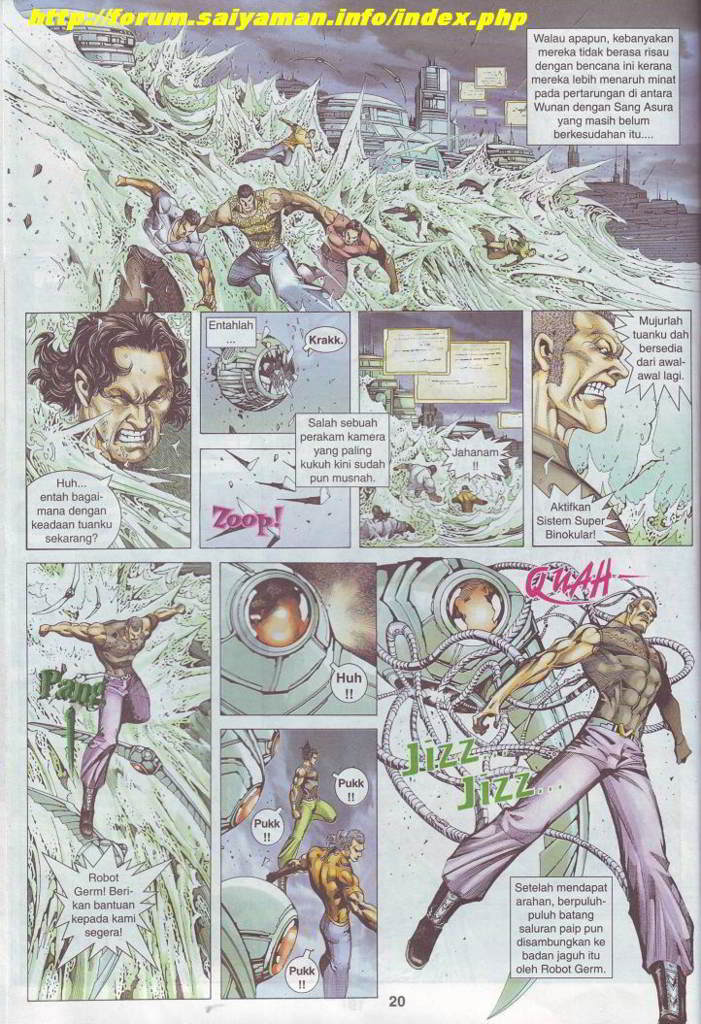 http://forum.saiyaman.info/index.php
Walau apapun, kebanyakan
mereka tidak berasa risau
dengan bencana ini kerana
mereka lebih menaruh minat
pada pertarungan di antara
Wunan dengan Sang Asura
yang masih belum
berkesudahan itu....
Huh...
entah bagai-
mana dengan
keadaan tuanku
sekarang?
Entahlah
...
Krakk.
Salah sebuah
perakam kamera
yang paling
kukuh kini sudah
pun musnah.
Zoop!
Jahanam
!!
Mujurlah
tuanku dah
bersedia
dari awal-
awal lagi.
Aktifkan
Sistem Super
Binokular!
Pang
!
Robot
Germ! Beri-
kan bantuan
kepada kami
segera!
Huh
!!
Pukk
!!
Pukk
!!
Pukk
!!
QUAH
Jizz...
Jizz...
Setelah mendapat
arahan, berpuluh-
puluh batang
saluran paip pun
disambungkan ke
badan jaguh itu
oleh Robot Germ.
20